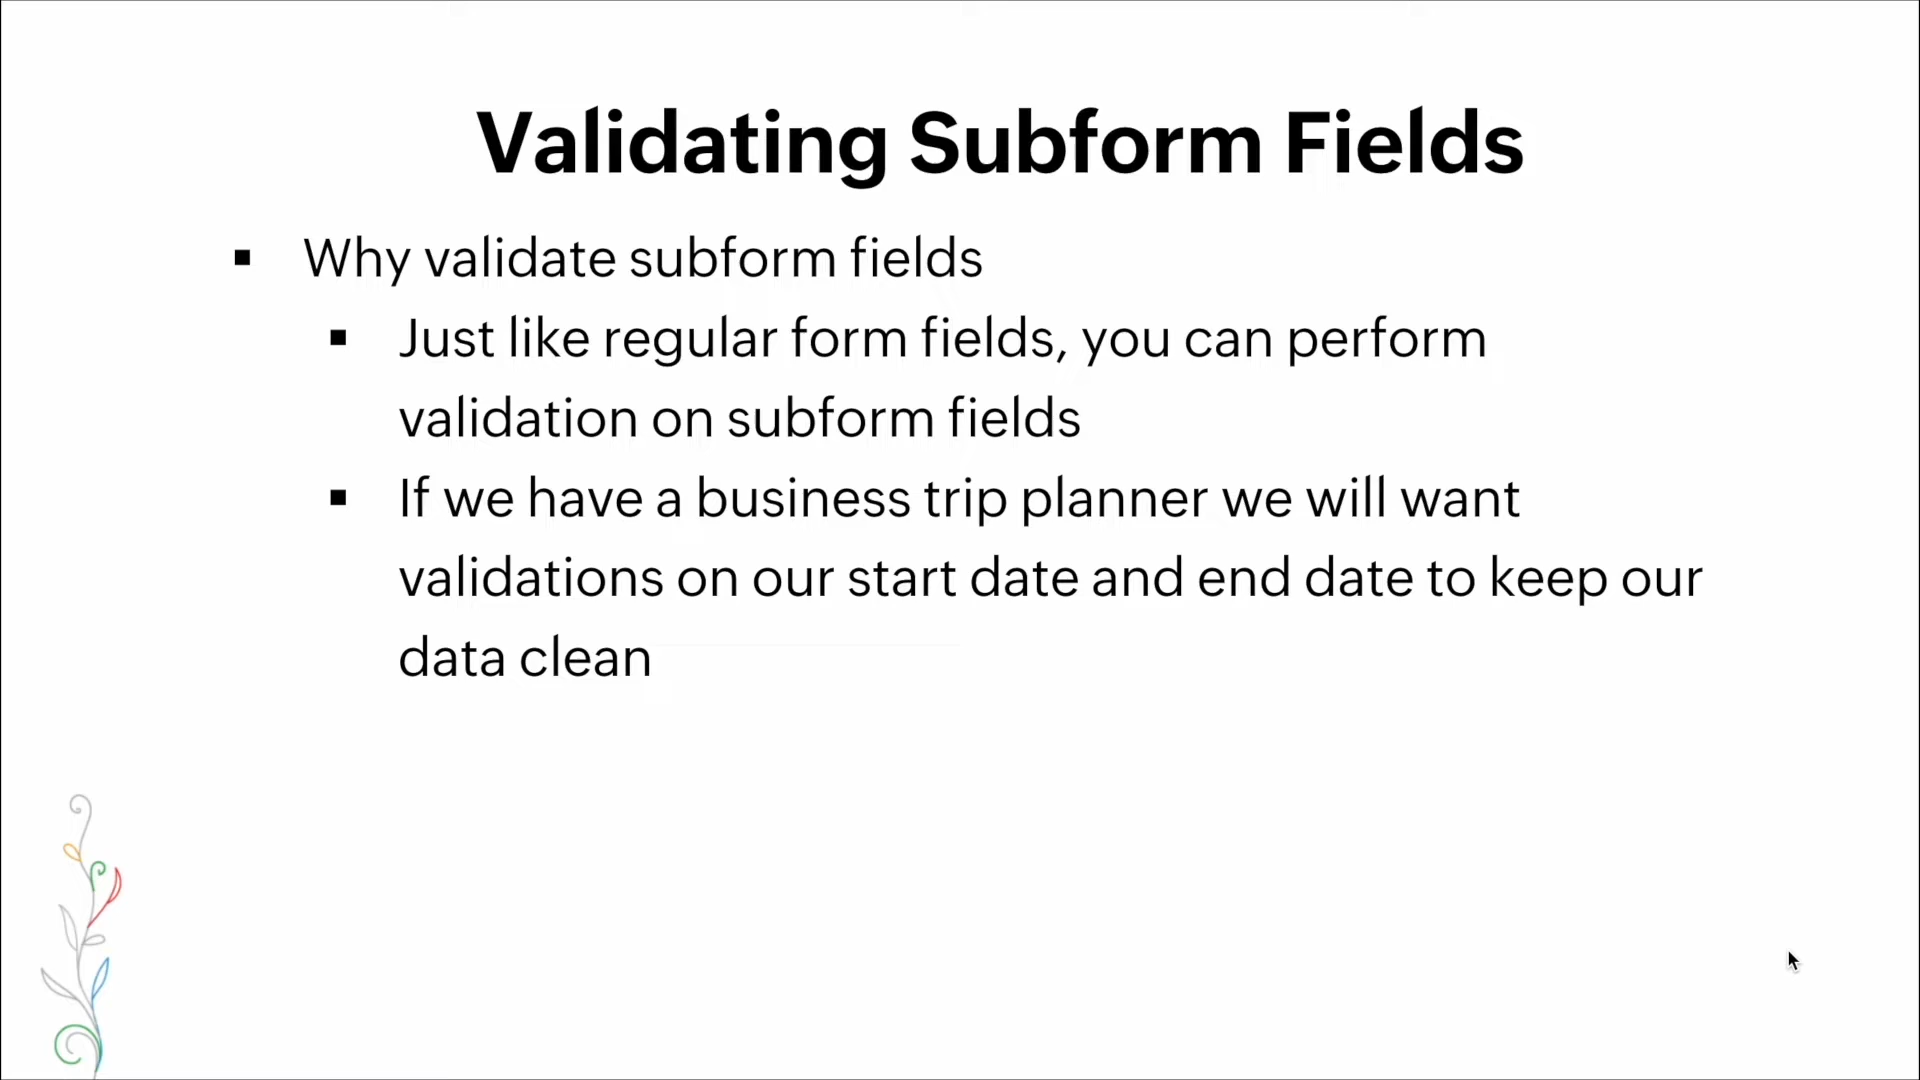 Validating Subform Fields
▪ Why validate subform fields
▪ Just like regular form fields, you can perform
validation on subform fields
▪ If we have a business trip planner we will want
validations on our start date and end date to keep our
data clean